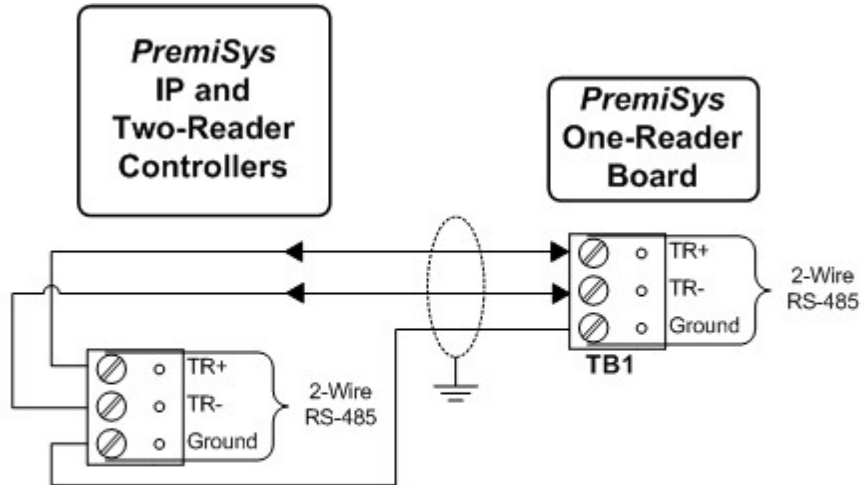 PremiSys
IP and
Two-Reader
Controllers
PremiSys
One-Reader
Board
TR+
TR-
Ground
2-Wire
RS-485
TB1
TR+
TR-
Ground
2-Wire
RS-485